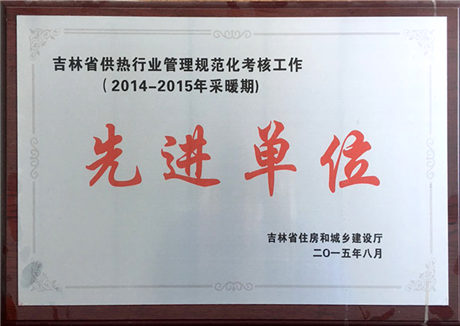 吉林省供热行业管理规范化考核工作
(2014-2015年采暖期)
先进单位
吉林省住房和城乡建设厅
二〇一五年八月